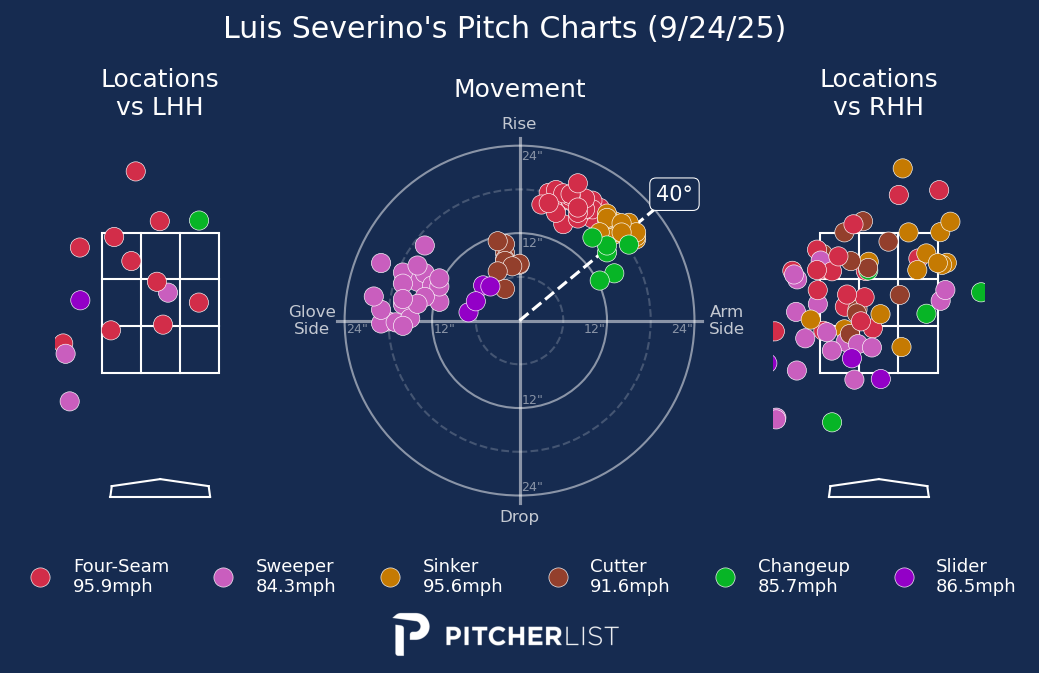 Luis Severino's Pitch Charts (9/24/25)
Locations
vs LHH
Movement
Locations
vs RHH
Rise
24"
40°
12"
Glove
Side
24"
12"
12"
24"
Arm
Side
12"
24"
Drop
Four-Seam
95.9mph
Sweeper
84.3mph
Sinker
95.6mph
Cutter
91.6mph
Changeup
85.7mph
Slider
86.5mph
PITCHERLIST